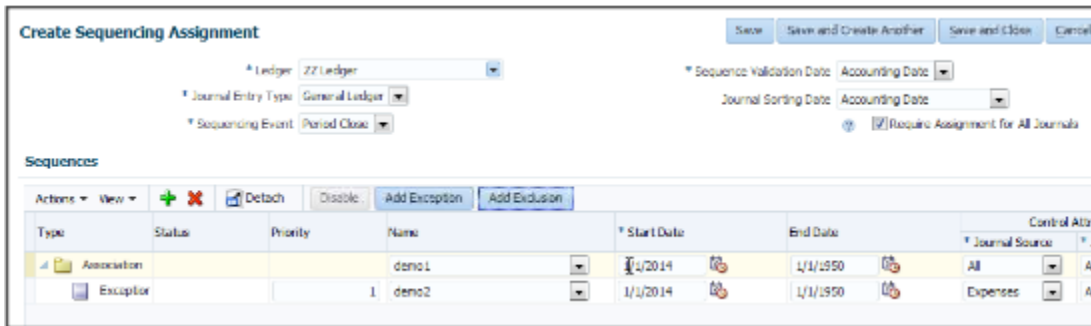 Create Sequencing Assignment
Save Save and Create Another Save and Close Cancel
* Ledger ZZ Ledger
* Sequence Validation Date Accounting Date
* Journal Entry Type General Ledger
Journal Sorting Date Accounting Date
* Sequencing Event Period Close
Require Assignment for All Journals
Sequences
Actions View Detach Disable Add Exception Add Exclusion
Control Att
Type Status Priority Name * Start Date End Date * Journal Source *
Association demo1 1/1/2014 1/1/1950 All A
Exception 1 demo2 1/1/2014 1/1/1950 Expenses A